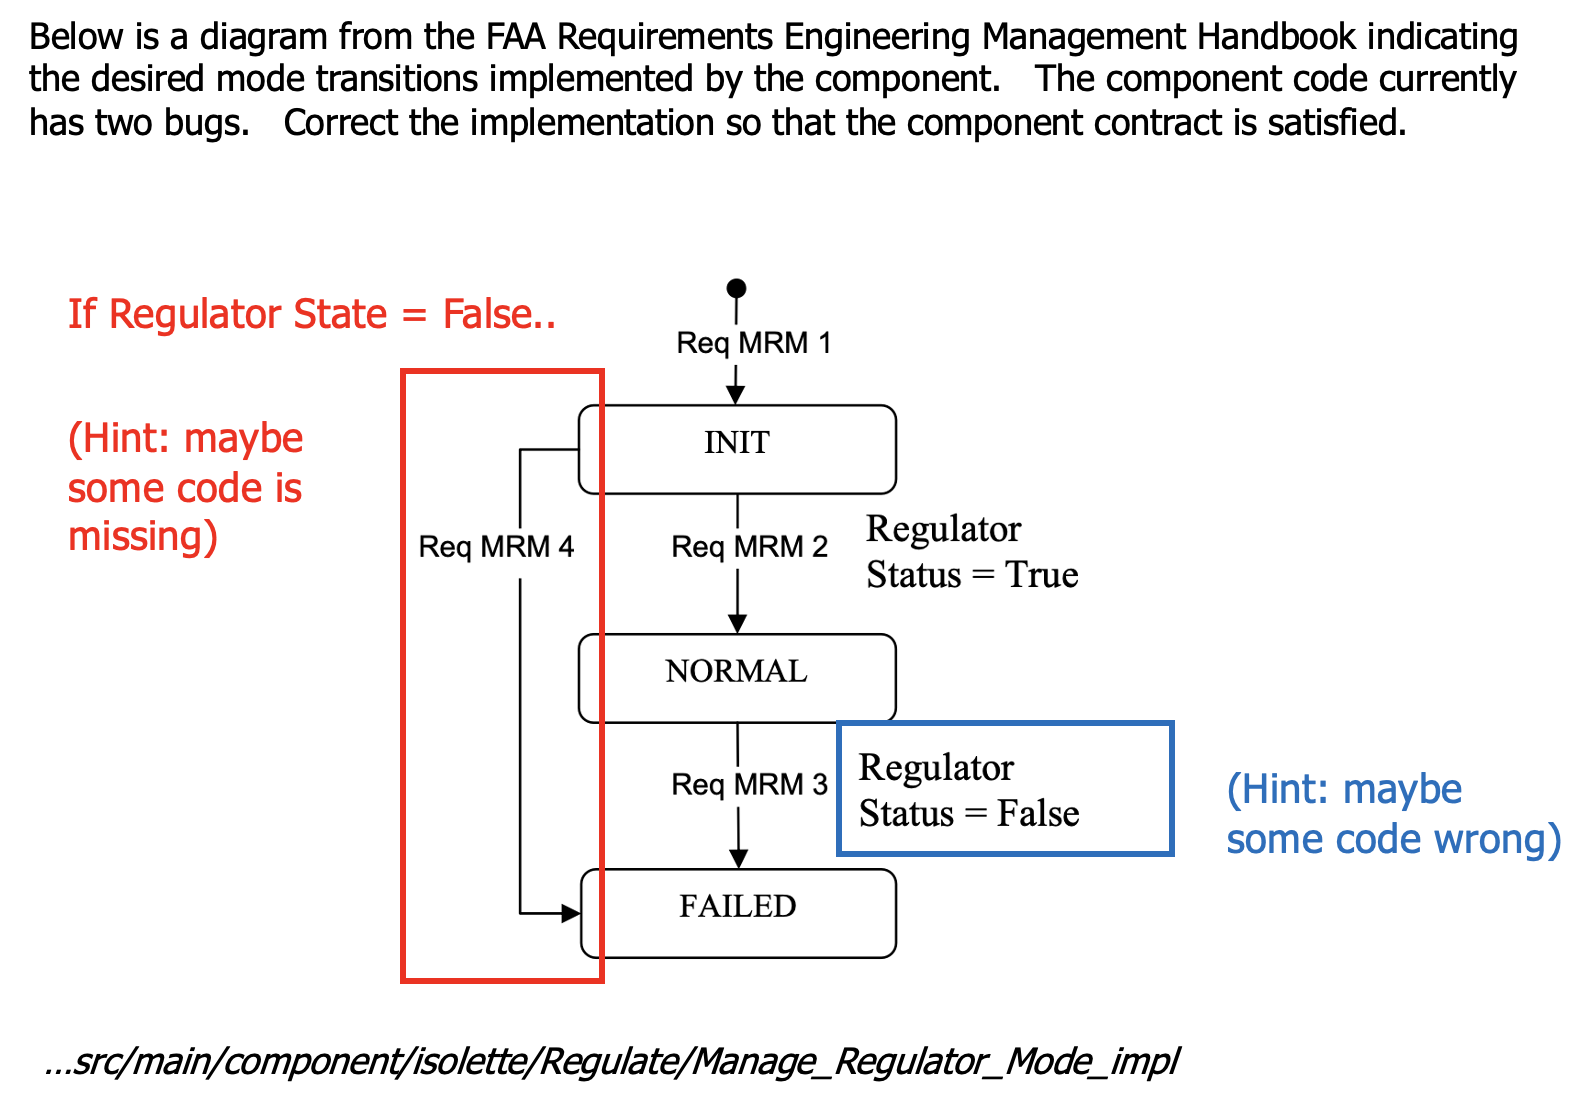 Below is a diagram from the FAA Requirements Engineering Management Handbook indicating
the desired mode transitions implemented by the component. The component code currently
has two bugs. Correct the implementation so that the component contract is satisfied.
If Regulator State = False..
Req MRM 1
(Hint: maybe
some code is
missing)
INIT
Req MRM 4
Req MRM 2
Regulator
Status = True
NORMAL
Req MRM 3
Regulator
Status = False
(Hint: maybe
some code wrong)
FAILED
...src/main/component/isolette/Regulate/Manage_Regulator_Mode_impl